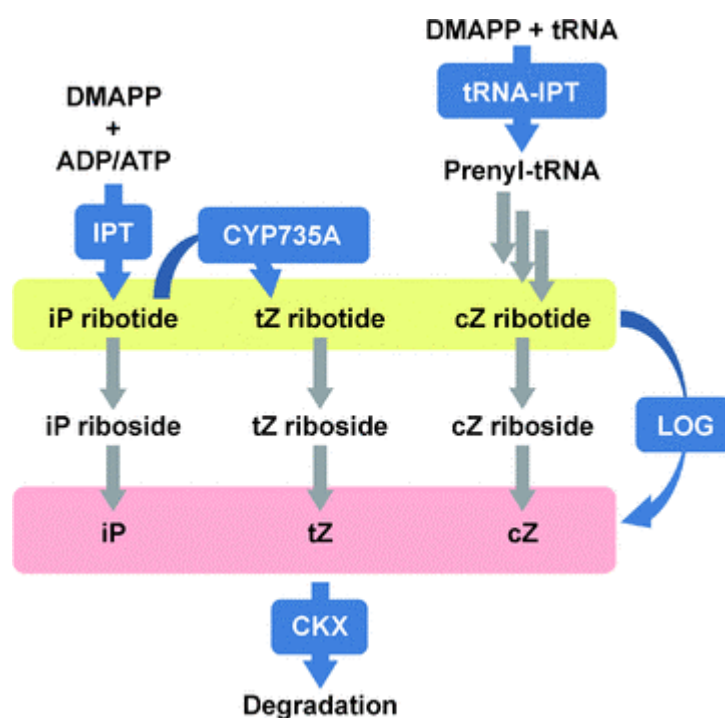 DMAPP + tRNA
tRNA-IPT
Prenyl-tRNA
DMAPP
+
ADP/ATP
IPT
CYP735A
iP ribotide
tZ ribotide
cZ ribotide
iP riboside
tZ riboside
cZ riboside
LOG
iP
tZ
cZ
CKX
Degradation